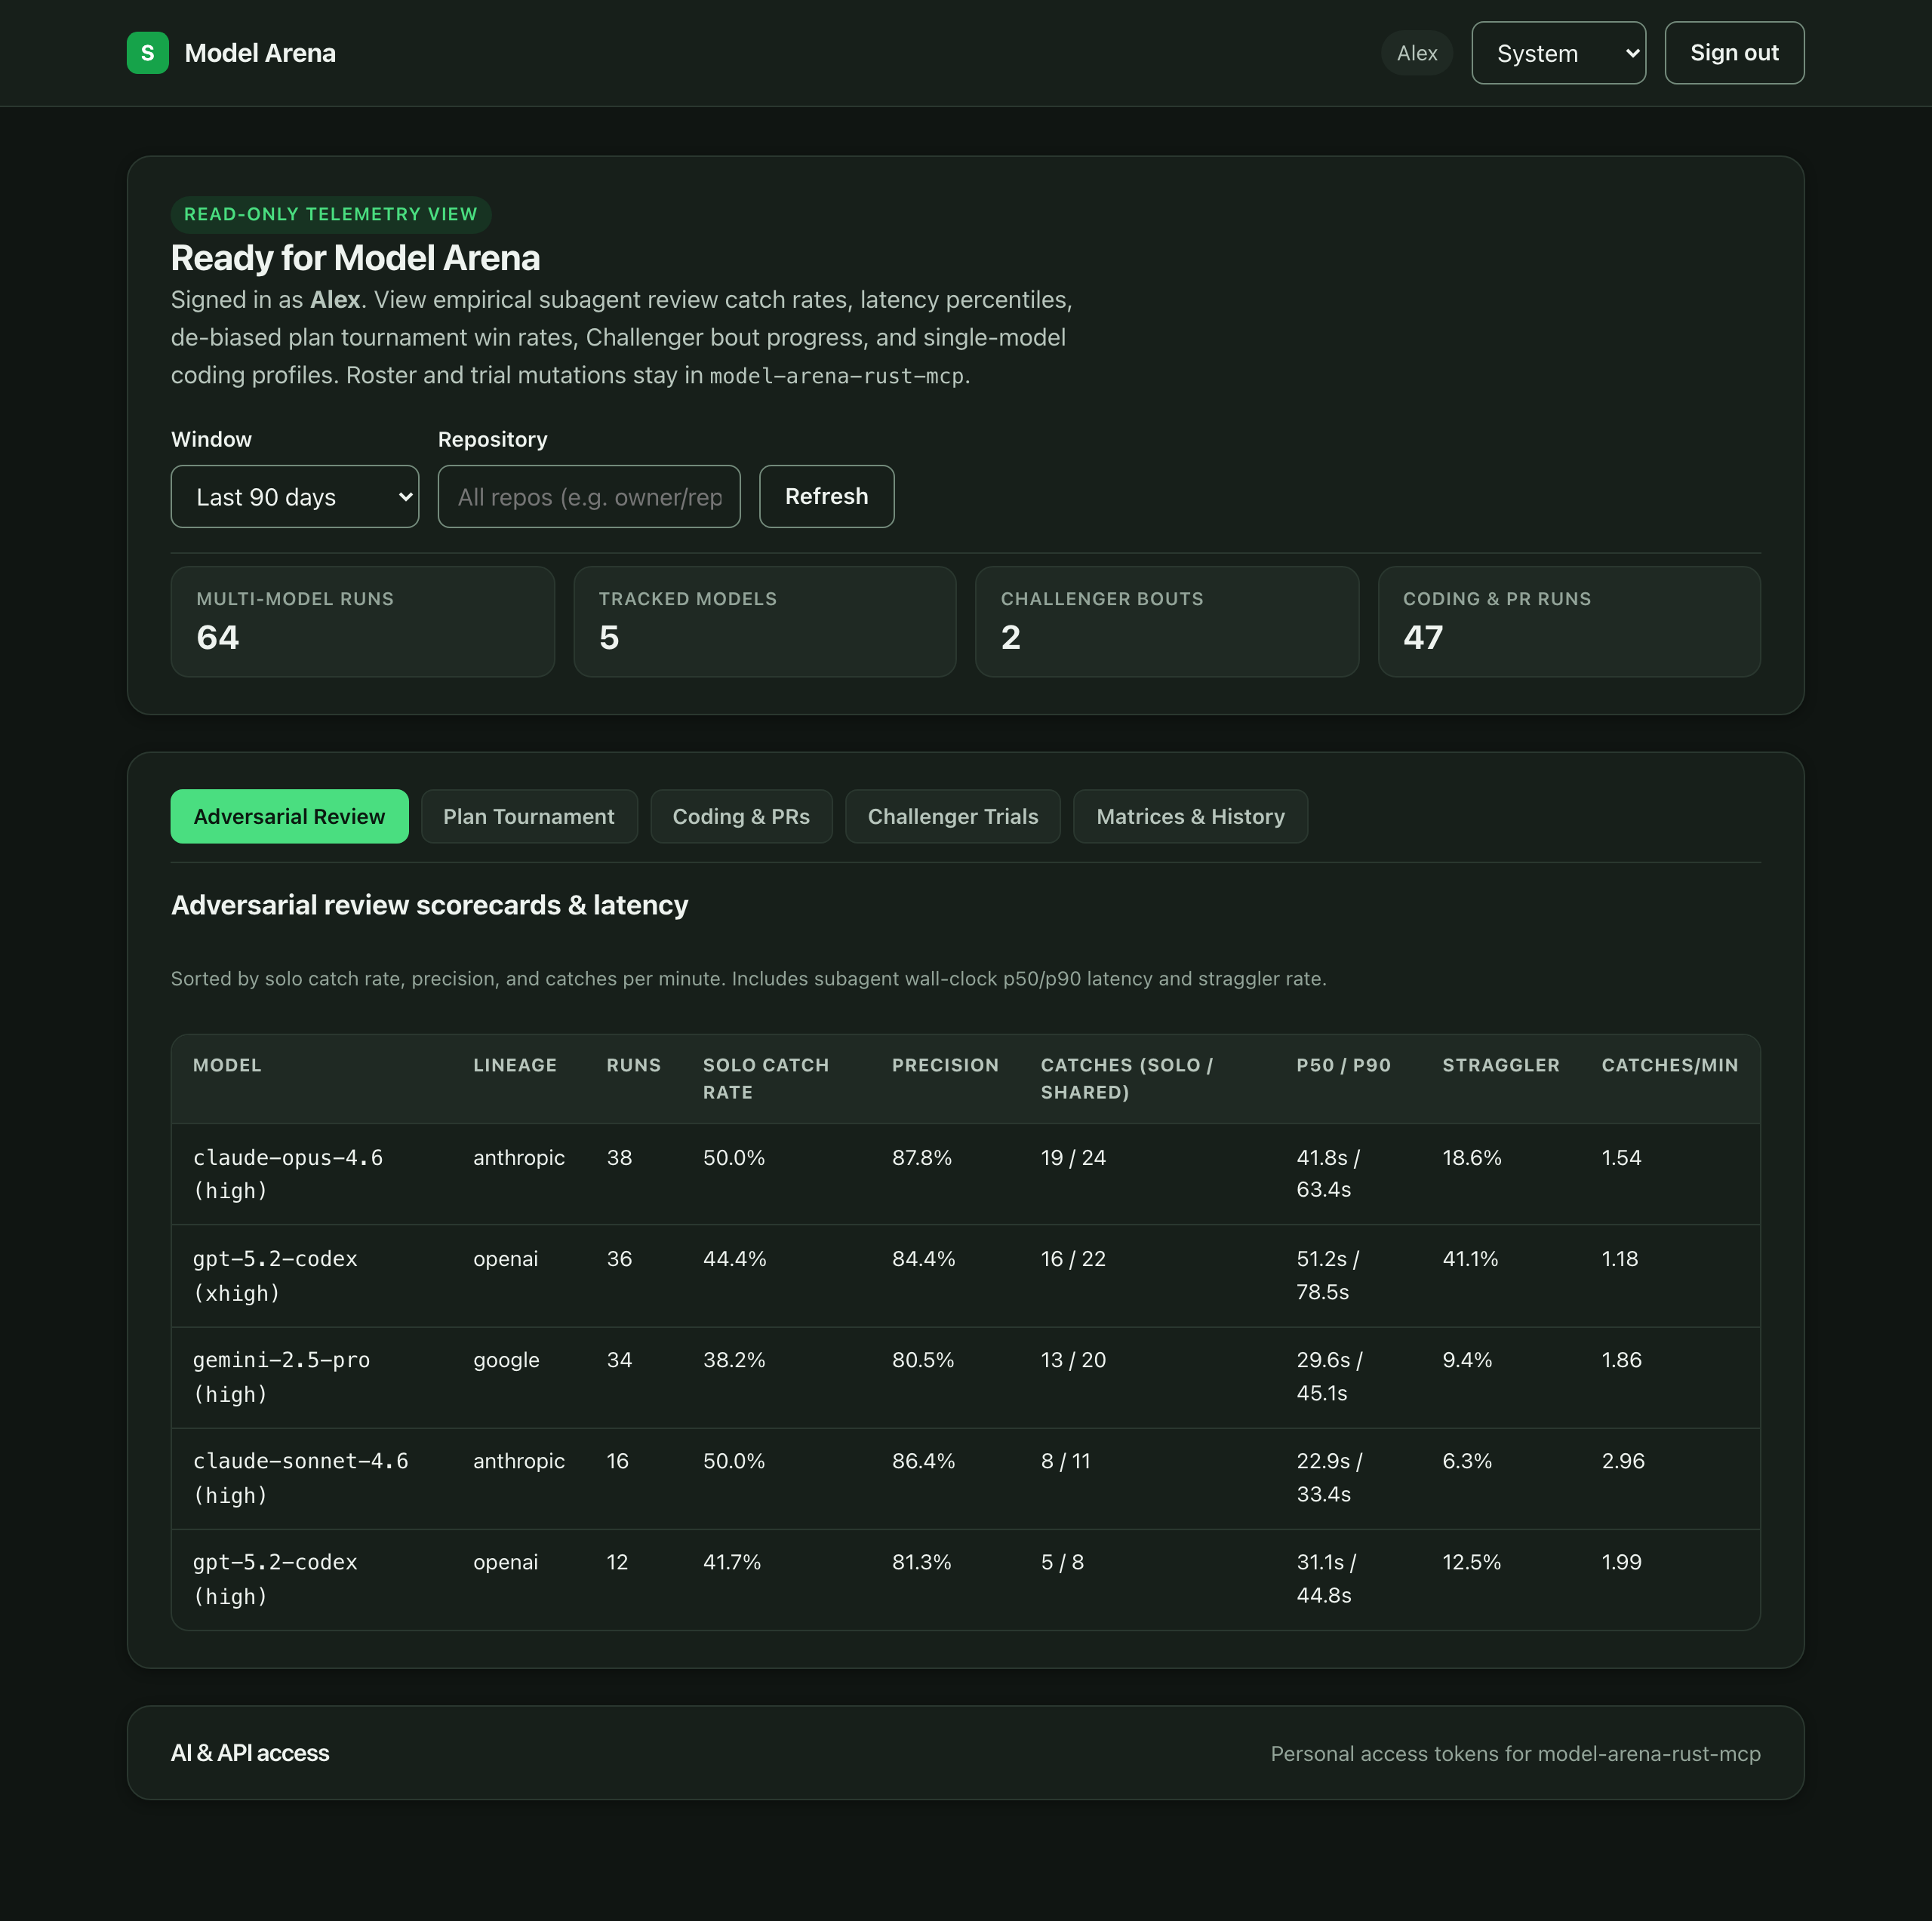 S Model Arena Alex System Sign out
READ-ONLY TELEMETRY VIEW
Ready for Model Arena
Signed in as Alex. View empirical subagent review catch rates, latency percentiles,
de-biased plan tournament win rates, Challenger bout progress, and single-model
coding profiles. Roster and trial mutations stay in model-arena-rust-mcp.
Window Repository
Last 90 days All repos (e.g. owner/rep Refresh
MULTI-MODEL RUNS TRACKED MODELS CHALLENGER BOUTS CODING & PR RUNS
64 5 2 47
Adversarial Review Plan Tournament Coding & PRs Challenger Trials Matrices & History
Adversarial review scorecards & latency
Sorted by solo catch rate, precision, and catches per minute. Includes subagent wall-clock p50/p90 latency and straggler rate.
MODEL LINEAGE RUNS SOLO CATCH PRECISION CATCHES (SOLO / P50 / P90 STRAGGLER CATCHES/MIN
RATE SHARED)
claude-opus-4.6 anthropic 38 50.0% 87.8% 19 / 24 41.8s / 18.6% 1.54
(high) 63.4s
gpt-5.2-codex openai 36 44.4% 84.4% 16 / 22 51.2s / 41.1% 1.18
(xhigh) 78.5s
gemini-2.5-pro google 34 38.2% 80.5% 13 / 20 29.6s / 9.4% 1.86
(high) 45.1s
claude-sonnet-4.6 anthropic 16 50.0% 86.4% 8 / 11 22.9s / 6.3% 2.96
(high) 33.4s
gpt-5.2-codex openai 12 41.7% 81.3% 5 / 8 31.1s / 12.5% 1.99
(high) 44.8s
AI & API access Personal access tokens for model-arena-rust-mcp